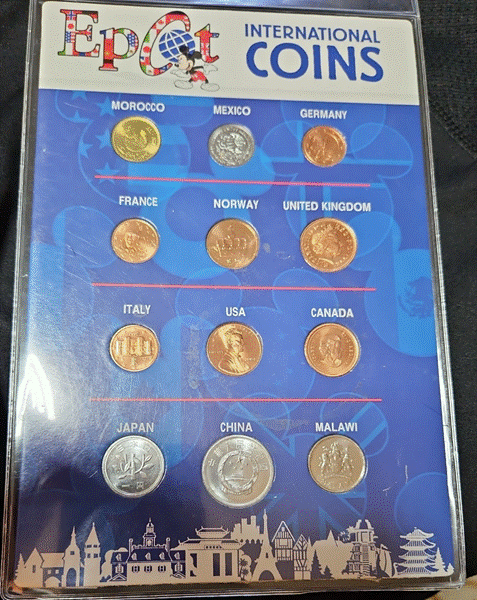 Epcot
INTERNATIONAL
COINS
MOROCCO MEXICO GERMANY
FRANCE NORWAY UNITED KINGDOM
ITALY USA CANADA
JAPAN CHINA MALAWI